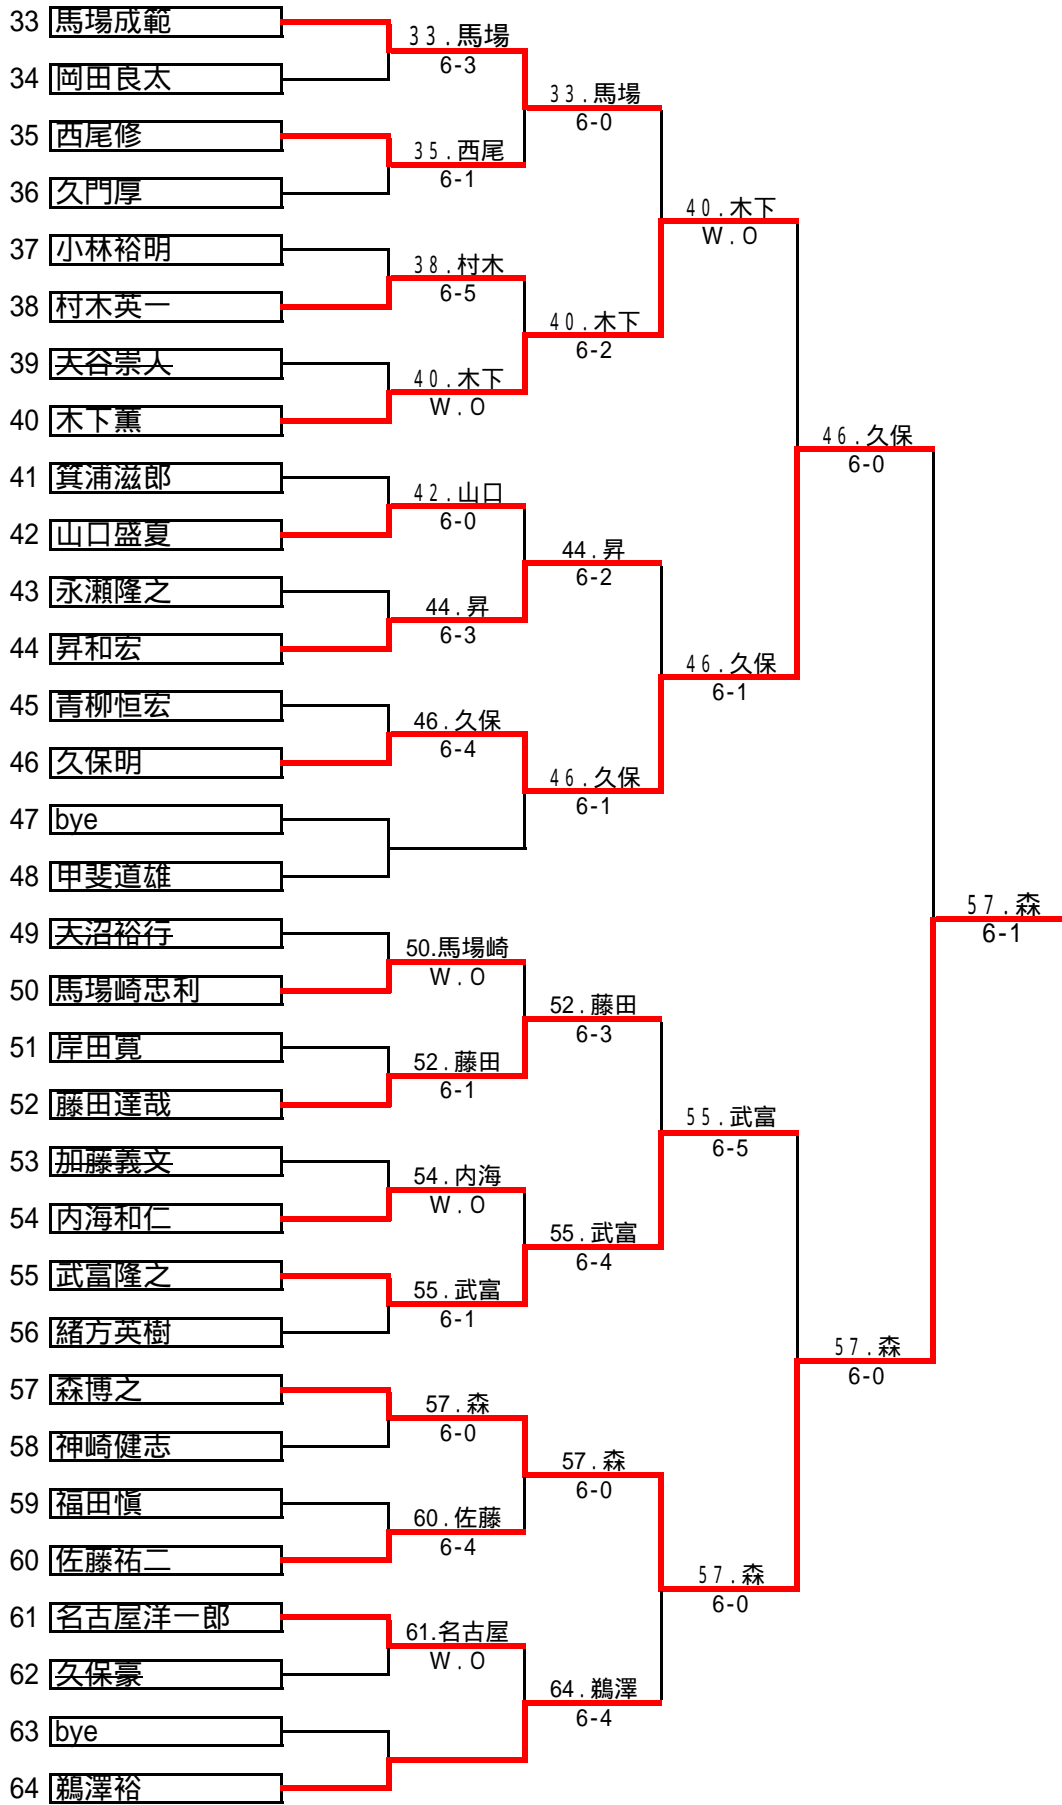 33 馬場成範
34 岡田良太
35 西尾修
36 久門厚
37 小林裕明
38 村木英一
39 大谷崇人
40 木下薫
41 箕浦滋郎
42 山口盛夏
43 永瀬隆之
44 昇和宏
45 青柳恒宏
46 久保明
47 bye
48 甲斐道雄
49 大沼裕行
50 馬場崎忠利
51 岸田寛
52 藤田達哉
53 加藤義文
54 内海和仁
55 武富隆之
56 緒方英樹
57 森博之
58 神崎健志
59 福田愼
60 佐藤祐二
61 名古屋洋一郎
62 久保豪
63 bye
64 鵜澤裕
33.馬場
6-3
35.西尾
6-1
38.村木
6-5
40.木下
W.O
42.山口
6-0
44.昇
6-3
46.久保
6-4
50.馬場崎
W.O
52.藤田
6-1
54.内海
W.O
55.武富
6-1
57.森
6-0
60.佐藤
6-4
61.名古屋
W.O
33.馬場
6-0
40.木下
6-2
44.昇
6-2
46.久保
6-1
52.藤田
6-3
55.武富
6-4
57.森
6-0
64.鵜澤
6-4
40.木下
W.O
46.久保
6-1
55.武富
6-5
57.森
6-0
46.久保
6-0
57.森
6-0
57.森
6-1